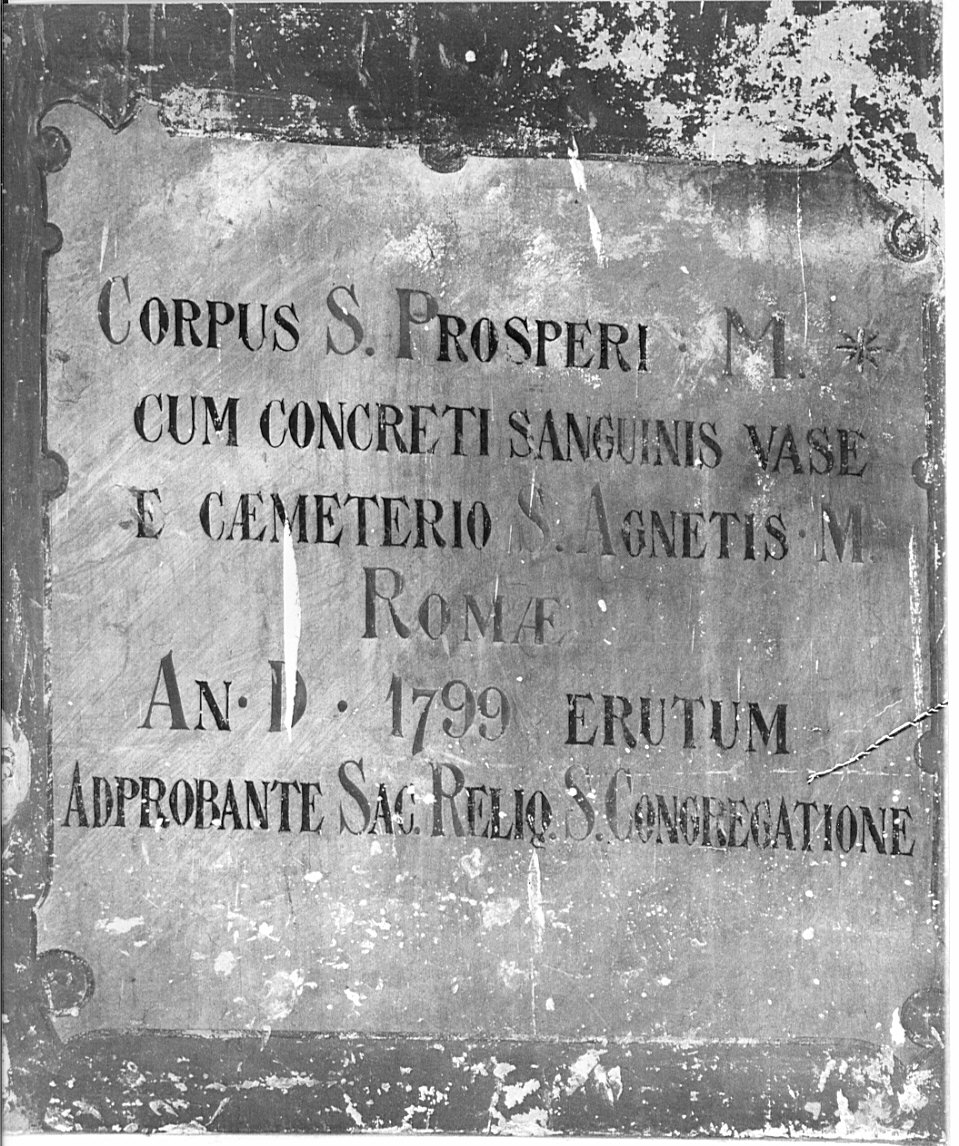 CORPUS S. PROSPERI · M. *
CUM CONCRETI SANGUINIS VASE
E CÆMETERIO S. AGNETIS · M.
ROMÆ
AN · D · 1799 ERUTUM
ADPROBANTE SAC. RELIQ. S. CONGREGATIONE